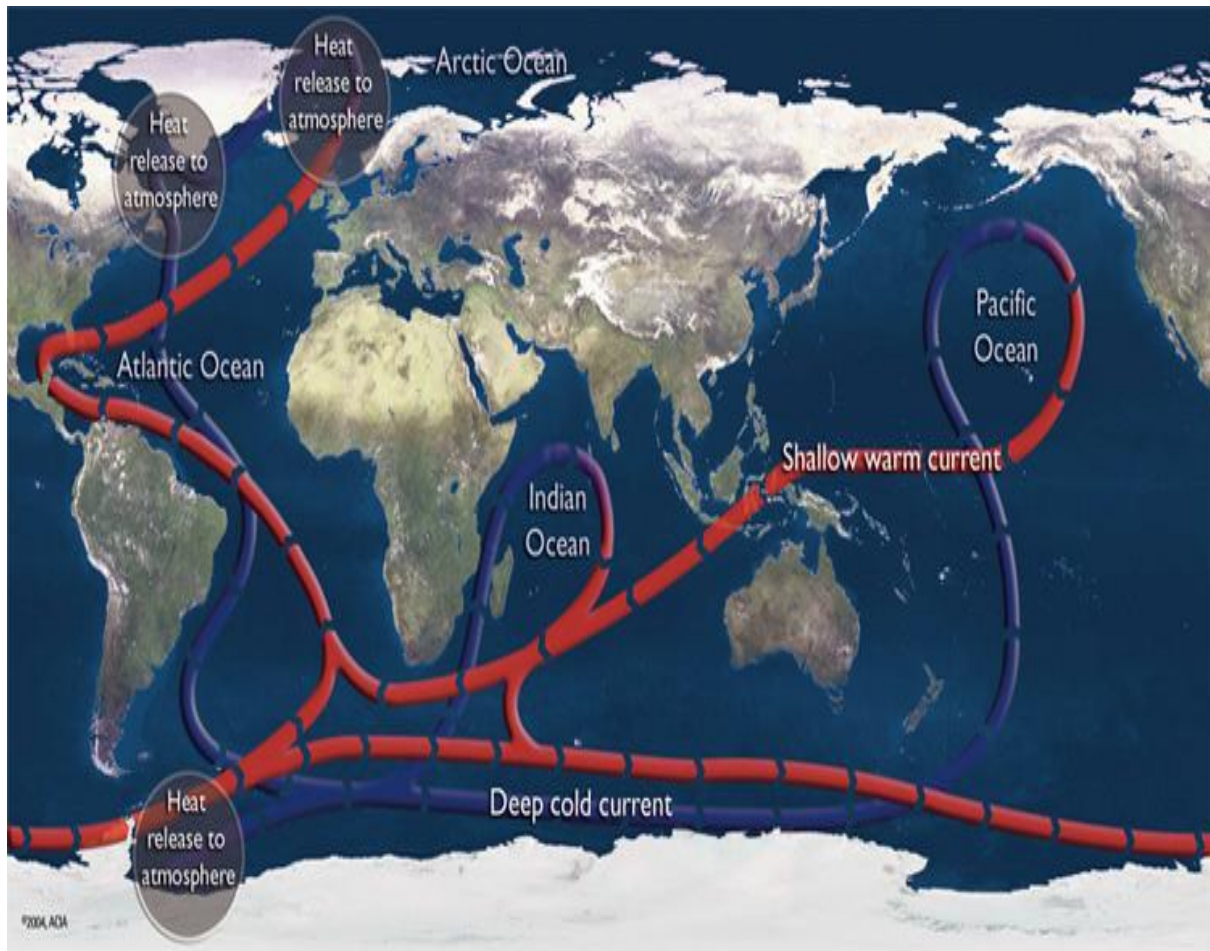 Heat
release to
atmosphere
Arctic Ocean
Heat
release to
atmosphere
Pacific
Ocean
Atlantic Ocean
Shallow warm current
Indian
Ocean
Heat
release to
atmosphere
Deep cold current
©2004, ACIA